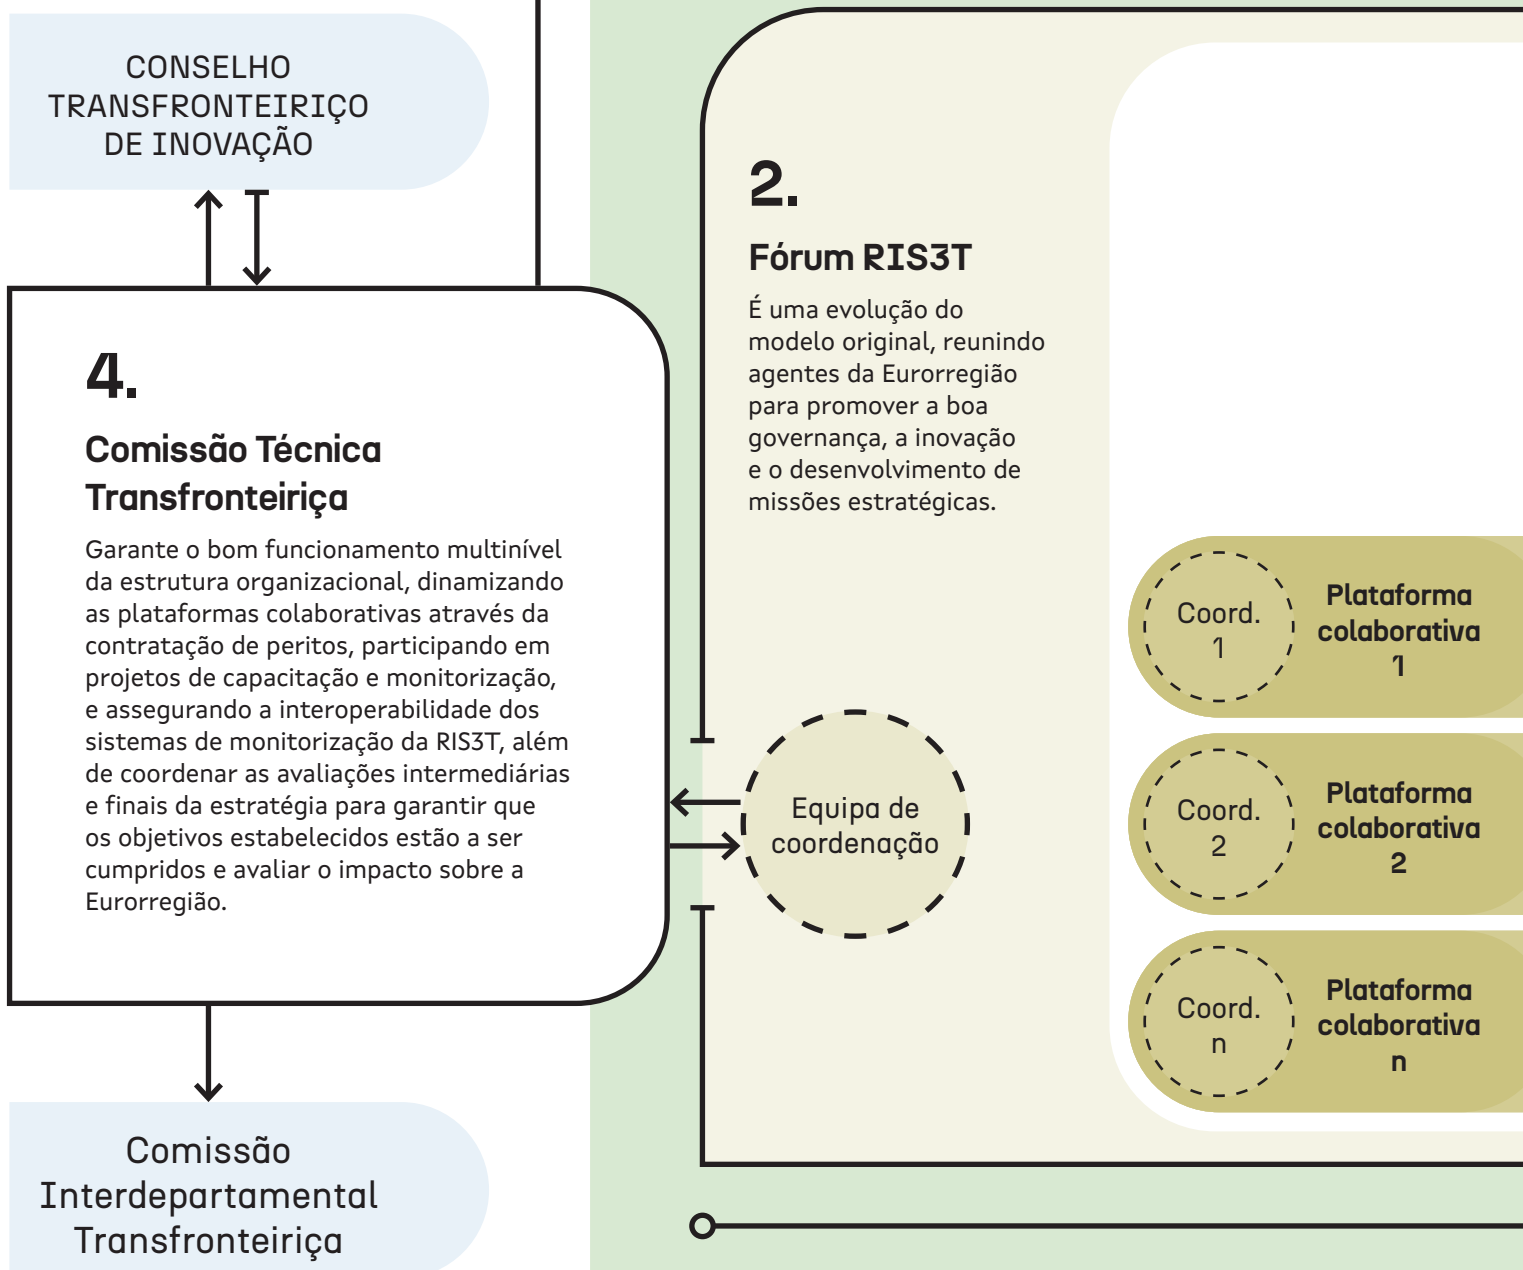 CONSELHO
TRANSFRONTEIRIÇO
DE INOVAÇÃO
4.
Comissão Técnica
Transfronteiriça
Garante o bom funcionamento multinível
da estrutura organizacional, dinamizando
as plataformas colaborativas através da
contratação de peritos, participando em
projetos de capacitação e monitorização,
e assegurando a interoperabilidade dos
sistemas de monitorização da RIS3T, além
de coordenar as avaliações intermediárias
e finais da estratégia para garantir que
os objetivos estabelecidos estão a ser
cumpridos e avaliar o impacto sobre a
Eurorregião.
Comissão
Interdepartamental
Transfronteiriça
2.
Fórum RIS3T
É uma evolução do
modelo original, reunindo
agentes da Eurorregião
para promover a boa
governança, a inovação
e o desenvolvimento de
missões estratégicas.
Equipa de
coordenação
Coord.
1
Plataforma
colaborativa
1
Coord.
2
Plataforma
colaborativa
2
Coord.
n
Plataforma
colaborativa
n